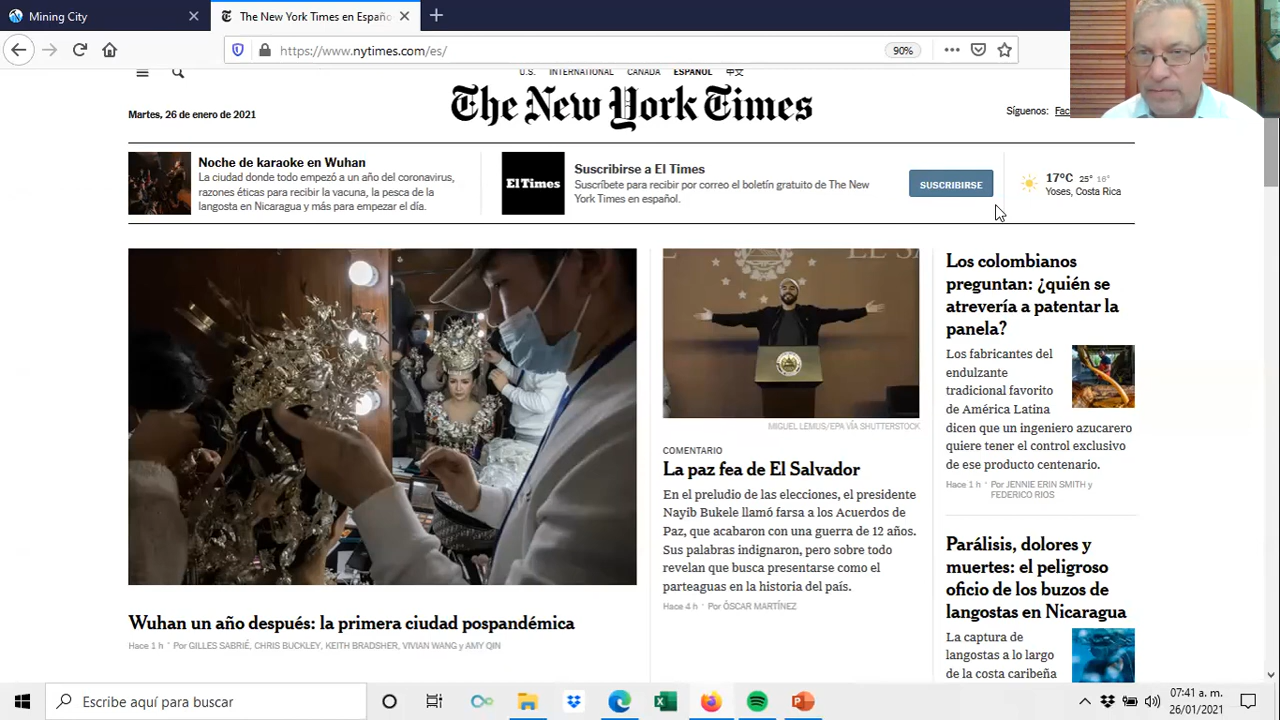 Mining City
The New York Times en Españo
https://www.nytimes.com/es/
90%
U.S. INTERNATIONAL CANADA ESPAÑOL 中文
Martes, 26 de enero de 2021
The New York Times
Síguenos: Fac
Noche de karaoke en Wuhan
La ciudad donde todo empezó a un año del coronavirus,
razones éticas para recibir la vacuna, la pesca de la
langosta en Nicaragua y más para empezar el día.
El Times
Suscribirse a El Times
Suscríbete para recibir por correo el boletín gratuito de The New
York Times en español.
SUSCRIBIRSE
17°C 25° 16°
Yoses, Costa Rica
EL SA
MIGUEL LEMUS/EPA VÍA SHUTTERSTOCK
COMENTARIO
La paz fea de El Salvador
En el preludio de las elecciones, el presidente
Nayib Bukele llamó farsa a los Acuerdos de
Paz, que acabaron con una guerra de 12 años.
Sus palabras indignaron, pero sobre todo
revelan que busca presentarse como el
parteaguas en la historia del país.
Hace 4 h · Por ÓSCAR MARTÍNEZ
Wuhan un año después: la primera ciudad pospandémica
Hace 1 h · Por GILLES SABRIÉ, CHRIS BUCKLEY, KEITH BRADSHER, VIVIAN WANG y AMY QIN
Los colombianos
preguntan: ¿quién se
atrevería a patentar la
panela?
Los fabricantes del
endulzante
tradicional favorito
de América Latina
dicen que un ingeniero azucarero
quiere tener el control exclusivo
de ese producto centenario.
Hace 1 h · Por JENNIE ERIN SMITH y
FEDERICO RIOS
Parálisis, dolores y
muertes: el peligroso
oficio de los buzos de
langostas en Nicaragua
La captura de
langostas a lo largo
de la costa caribeña
Escribe aquí para buscar
07:41 a. m.
26/01/2021